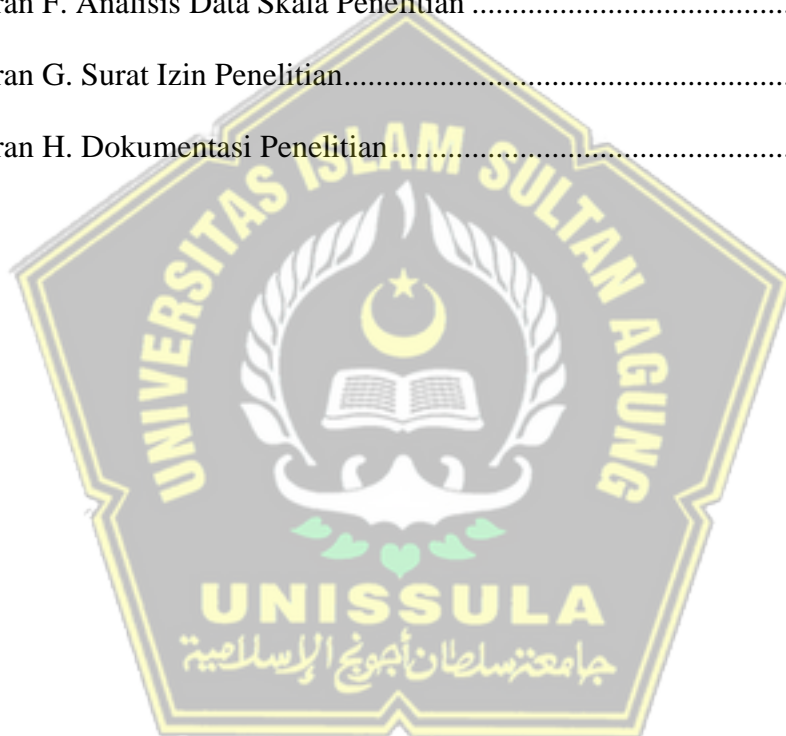 ran F. Analisis Data Skala Penelitian ........................................
ran G. Surat Izin Penelitian........................................................
ran H. Dokumentasi Penelitian..................................................
UNIVERSITAS ISLAM SULTAN AGUNG
UNISSULA
جامعة سلطان أجونج الإسلامية